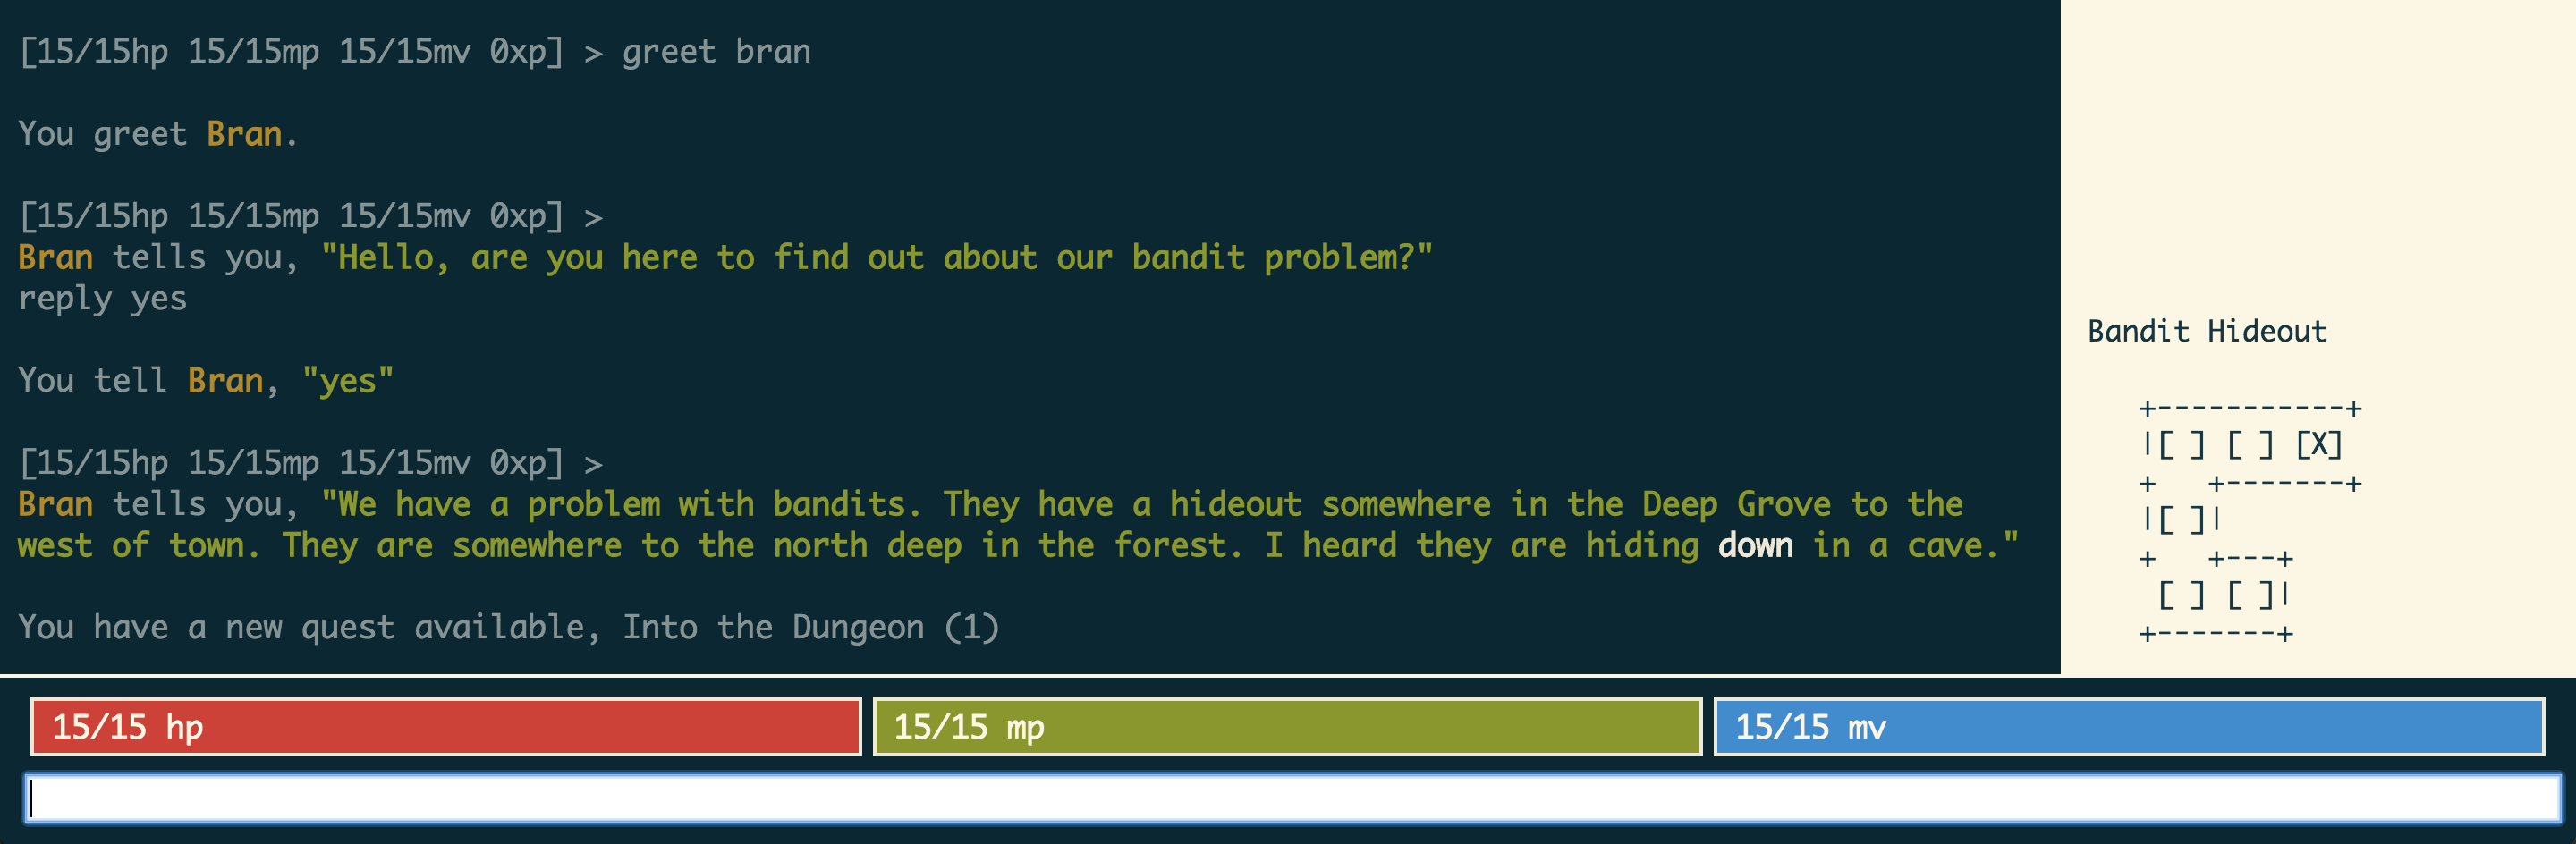 [15/15hp 15/15mp 15/15mv 0xp] > greet bran
You greet Bran.
[15/15hp 15/15mp 15/15mv 0xp] >
Bran tells you, "Hello, are you here to find out about our bandit problem?"
reply yes
You tell Bran, "yes"
[15/15hp 15/15mp 15/15mv 0xp] >
Bran tells you, "We have a problem with bandits. They have a hideout somewhere in the Deep Grove to the
west of town. They are somewhere to the north deep in the forest. I heard they are hiding down in a cave."
You have a new quest available, Into the Dungeon (1)
Bandit Hideout
+-----------+
|[ ] [ ] [X]
+   +-------+
|[ ]|
+   +---+
 [ ] [ ]|
+-------+
15/15 hp
15/15 mp
15/15 mv